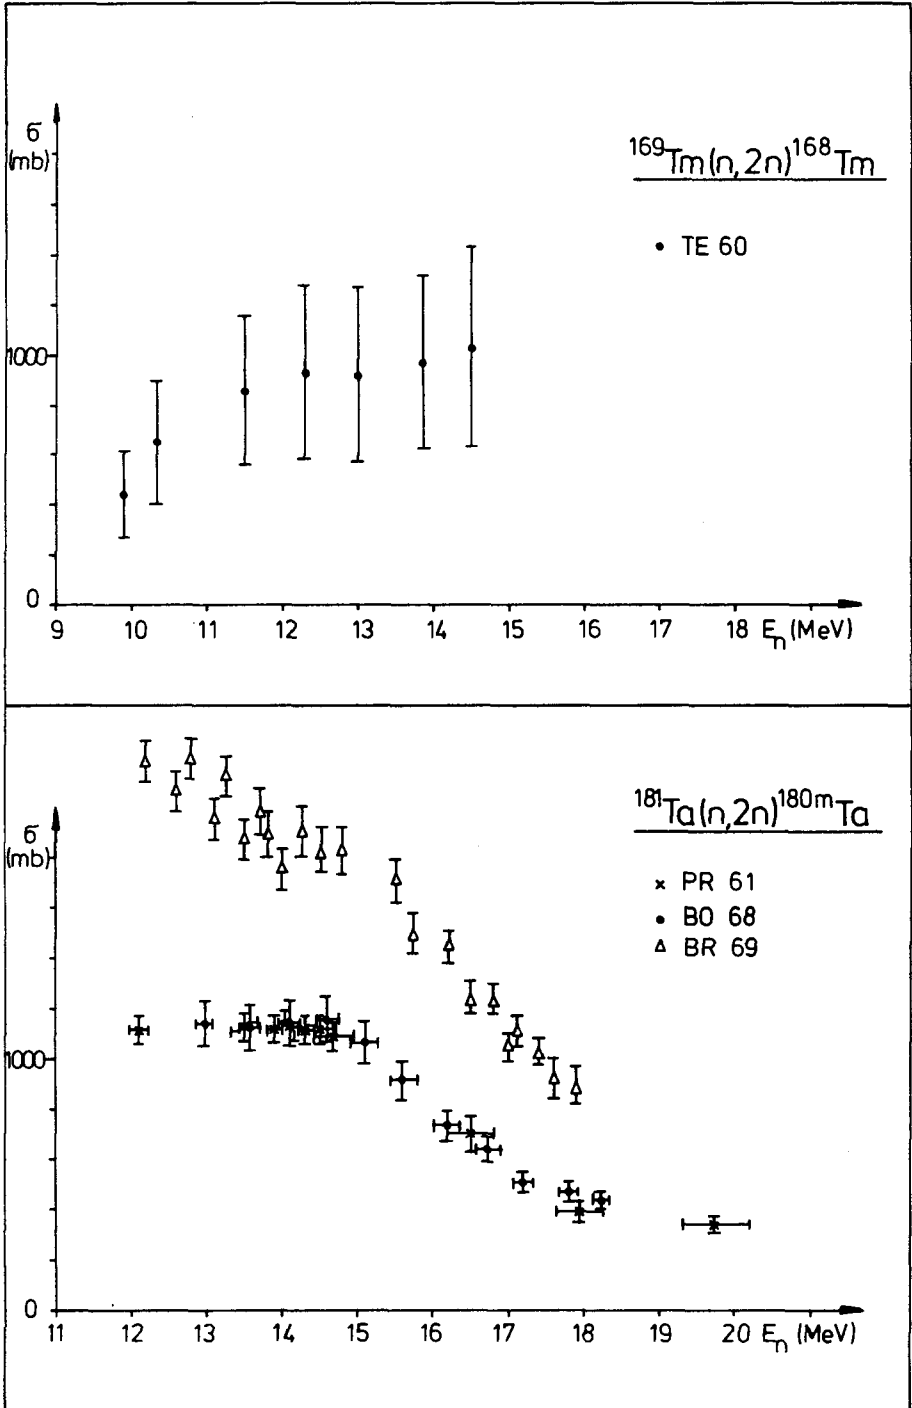 σ
(mb)
¹⁶⁹Tm(n,2n)¹⁶⁸Tm
• TE 60
1000
0
9 10 11 12 13 14 15 16 17 18 Eₙ (MeV)
σ
(mb)
¹⁸¹Ta(n,2n)¹⁸⁰ᵐTa
× PR 61
• BO 68
△ BR 69
1000
0
11 12 13 14 15 16 17 18 19 20 Eₙ (MeV)